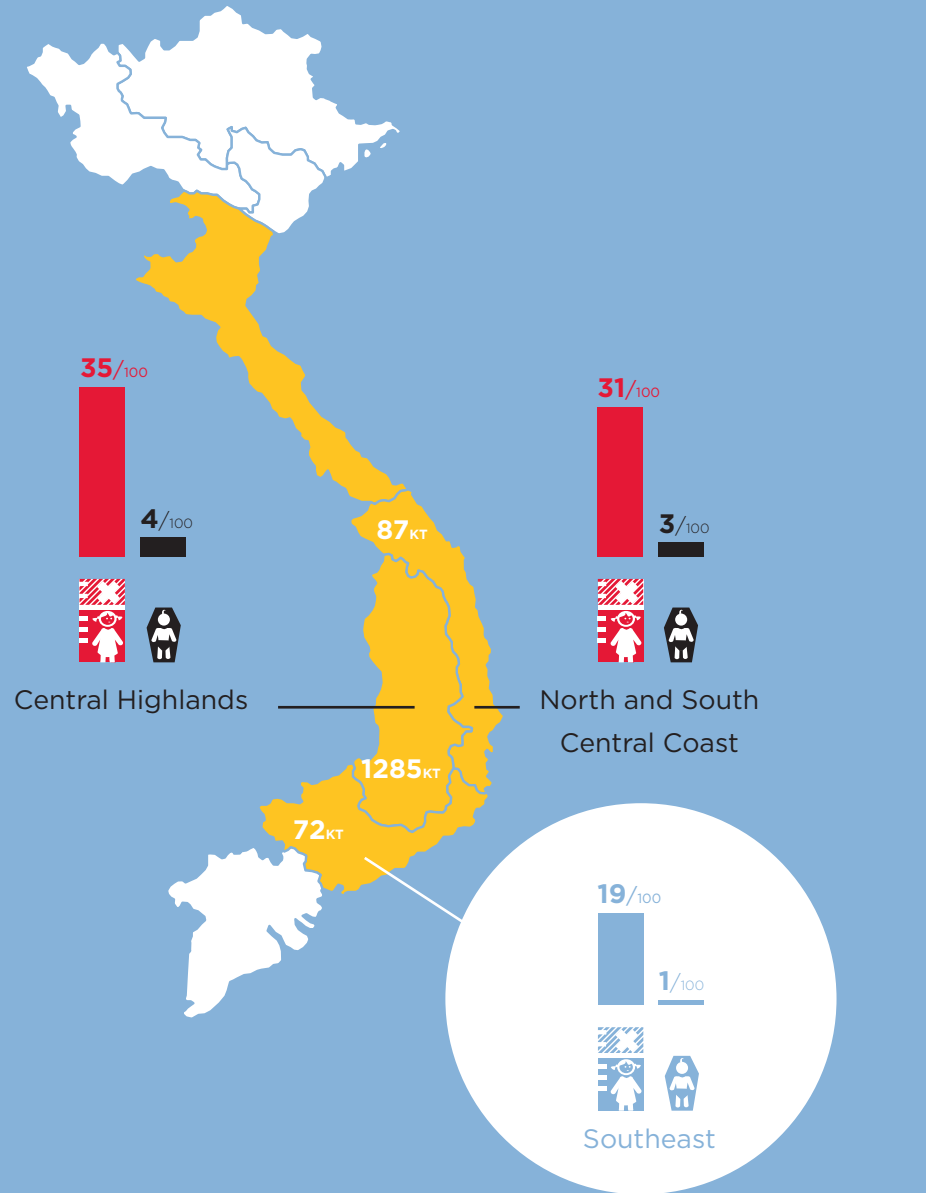 35/100
4/100
31/100
3/100
87KT
Central Highlands
North and South
Central Coast
1285KT
72KT
19/100
1/100
Southeast